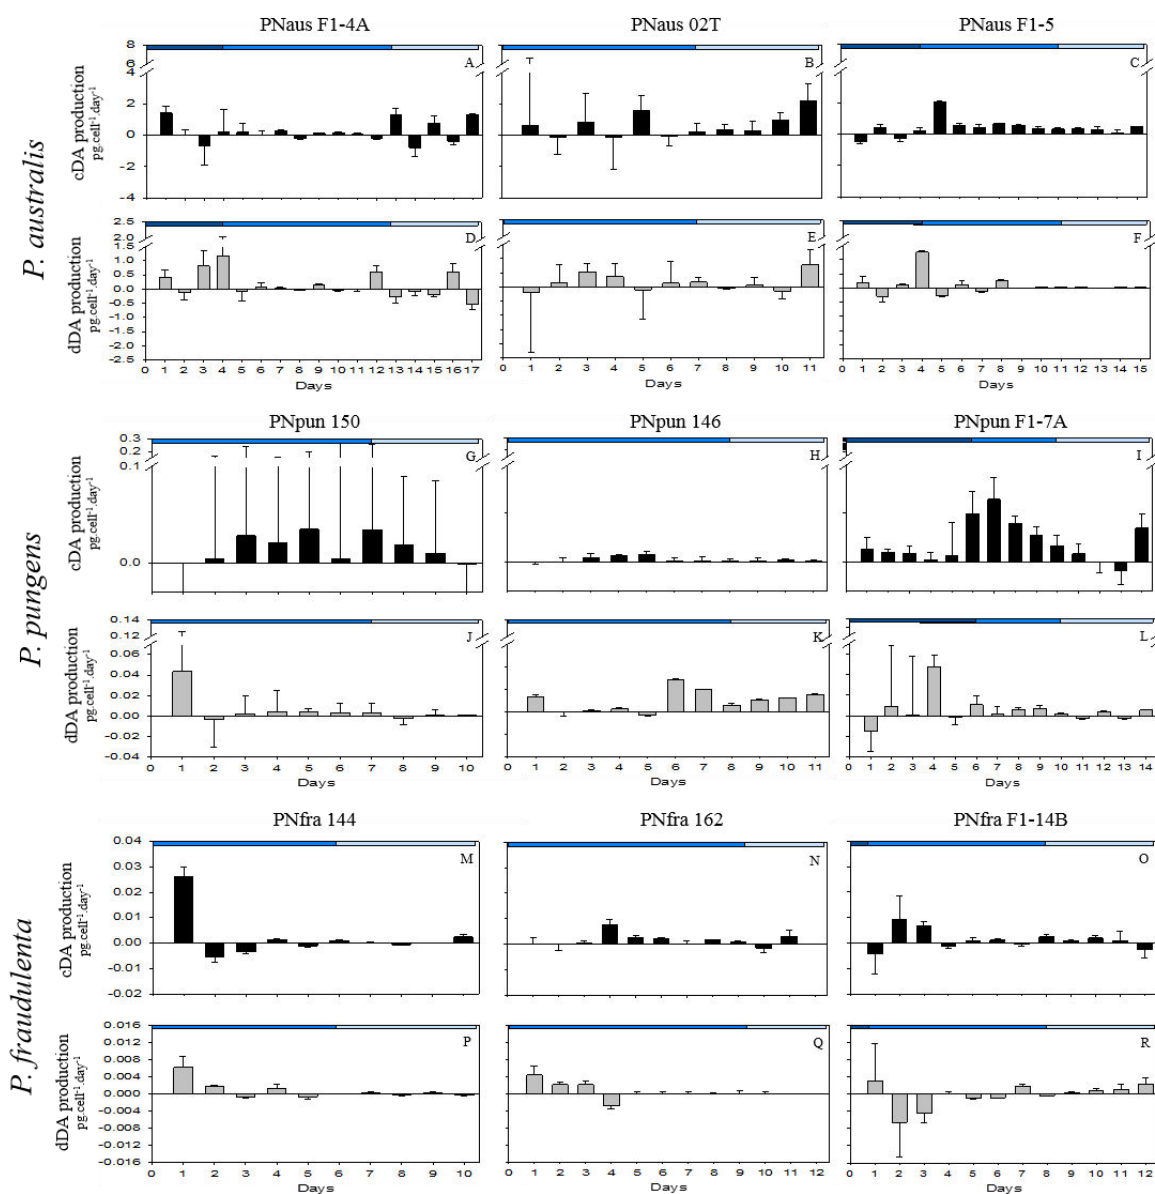 PNaus F1-4A PNaus 02T PNaus F1-5
P. australis
cDA production
pg.cell-1.day-1
8
6
4
2
0
-2
-4
A
B
C
dDA production
pg.cell-1.day-1
2.5
2.0
1.5
1.0
0.5
0.0
-0.5
-1.0
-1.5
-2.0
-2.5
D
E
F
0 1 2 3 4 5 6 7 8 9 10 11 12 13 14 15 16 17
Days
0 1 2 3 4 5 6 7 8 9 10 11
Days
0 1 2 3 4 5 6 7 8 9 10 11 12 13 14 15
Days
PNpun 150 PNpun 146 PNpun F1-7A
P. pungens
cDA production
pg.cell-1.day-1
0.3
0.2
0.1
0.0
G
H
I
dDA production
pg.cell-1.day-1
0.14
0.12
0.06
0.04
0.02
0.00
-0.02
-0.04
J
K
L
0 1 2 3 4 5 6 7 8 9 10
Days
0 1 2 3 4 5 6 7 8 9 10 11
Days
0 1 2 3 4 5 6 7 8 9 10 11 12 13 14
Days
PNfra 144 PNfra 162 PNfra F1-14B
P. fraudulenta
cDA production
pg.cell-1.day-1
0.04
0.03
0.02
0.01
0.00
-0.01
-0.02
M
N
O
dDA production
pg.cell-1.day-1
0.016
0.012
0.008
0.004
0.000
-0.004
-0.008
-0.012
-0.016
P
Q
R
0 1 2 3 4 5 6 7 8 9 10
Days
0 1 2 3 4 5 6 7 8 9 10 11 12
Days
0 1 2 3 4 5 6 7 8 9 10 11 12
Days